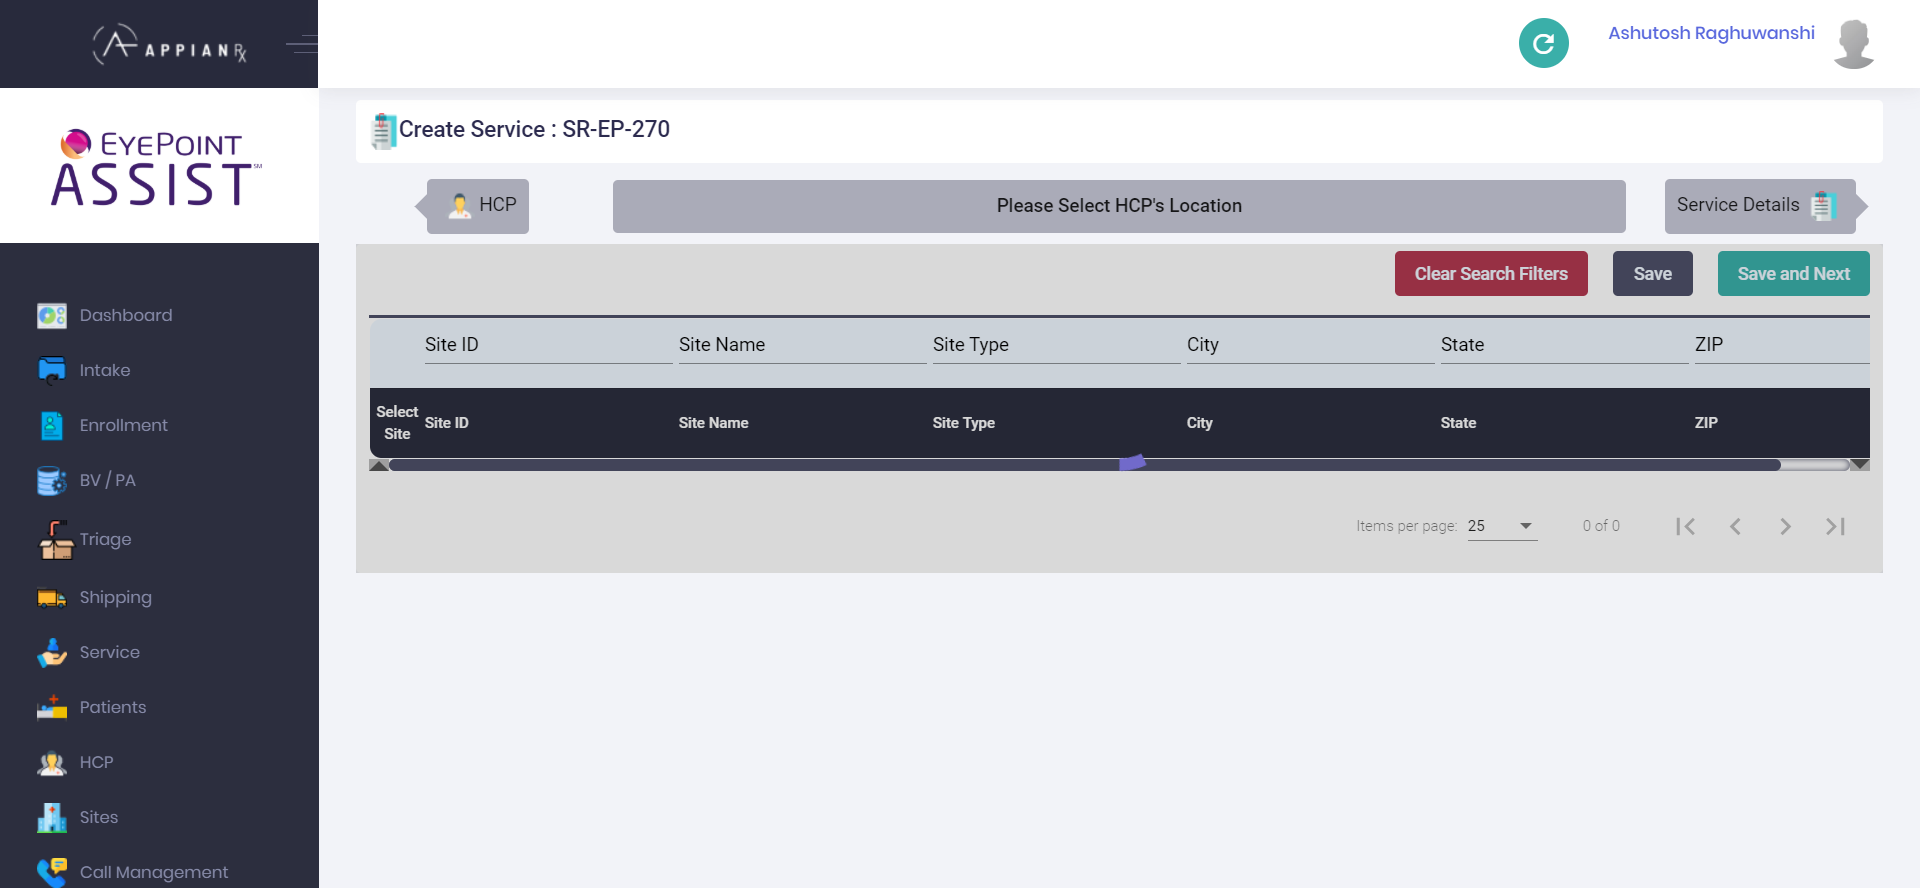 APPIANRx
Ashutosh Raghuwanshi
EYEPOINT
ASSIST SM
Create Service : SR-EP-270
HCP
Please Select HCP's Location
Service Details
Clear Search Filters
Save
Save and Next
Site ID
Site Name
Site Type
City
State
ZIP
Select Site
Site ID
Site Name
Site Type
City
State
ZIP
Items per page: 25
0 of 0
Dashboard
Intake
Enrollment
BV / PA
Triage
Shipping
Service
Patients
HCP
Sites
Call Management